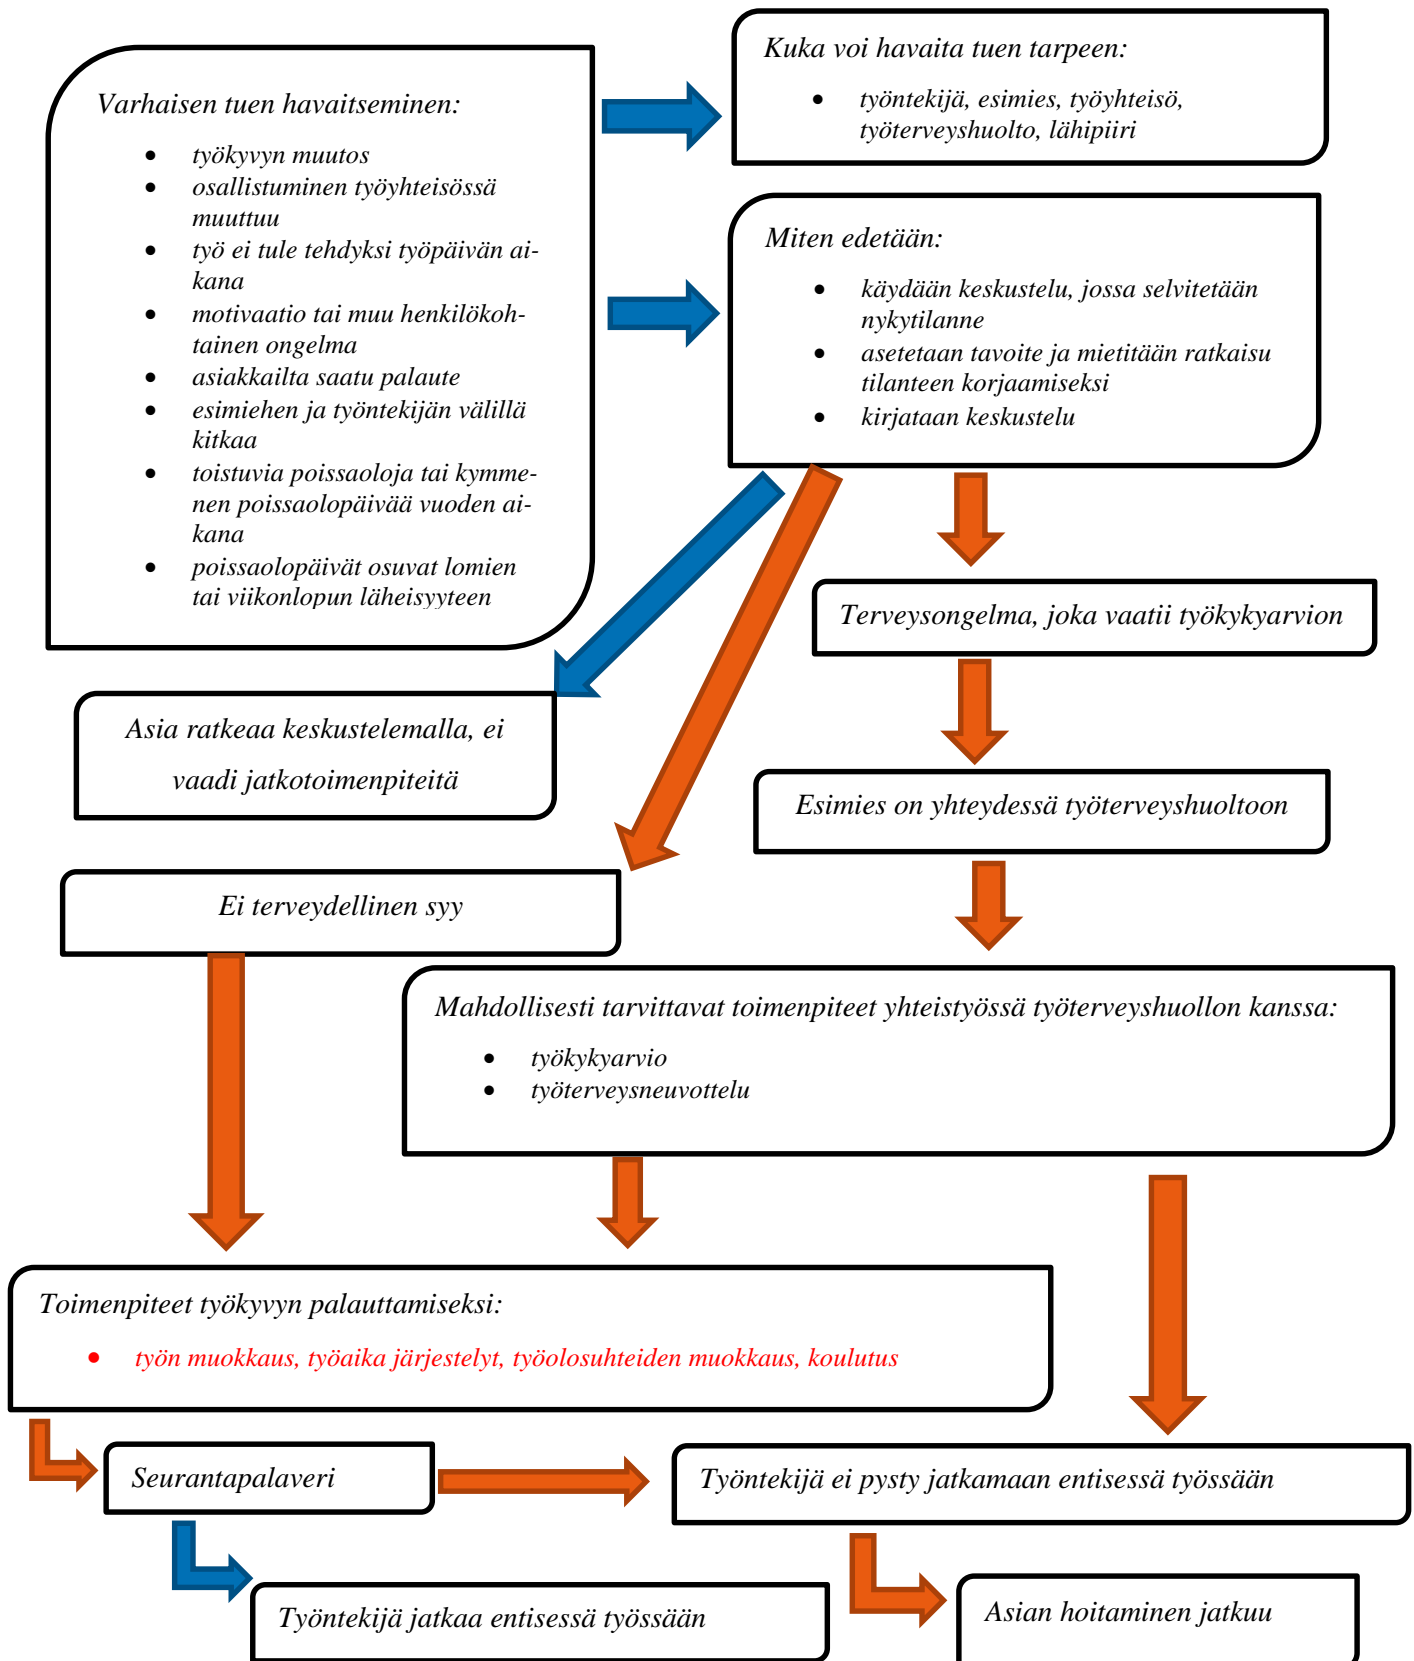 Varhaisen tuen havaitseminen:
työkyvyn muutos
osallistuminen työyhteisössä
muuttuu
työ ei tule tehdyksi työpäivän ai-
kana
motivaatio tai muu henkilökoh-
tainen ongelma
asiakkailta saatu palaute
esimiehen ja työntekijän välillä
kitkaa
toistuvia poissaoloja tai kymme-
nen poissaolopäivää vuoden ai-
kana
poissaolopäivät osuvat lomien
tai viikonlopun läheisyyteen
Kuka voi havaita tuen tarpeen:
työntekijä, esimies, työyhteisö,
työterveyshuolto, lähipiiri
Miten edetään:
käydään keskustelu, jossa selvitetään
nykytilanne
asetetaan tavoite ja mietitään ratkaisu
tilanteen korjaamiseksi
kirjataan keskustelu
Terveysongelma, joka vaatii työkykyarvion
Asia ratkeaa keskustelemalla, ei
vaadi jatkotoimenpiteitä
Esimies on yhteydessä työterveyshuoltoon
Ei terveydellinen syy
Mahdollisesti tarvittavat toimenpiteet yhteistyössä työterveyshuollon kanssa:
työkykyarvio
työterveysneuvottelu
Toimenpiteet työkyvyn palauttamiseksi:
työn muokkaus, työaika järjestelyt, työolosuhteiden muokkaus, koulutus
Seurantapalaveri
Työntekijä ei pysty jatkamaan entisessä työssään
Työntekijä jatkaa entisessä työssään
Asian hoitaminen jatkuu